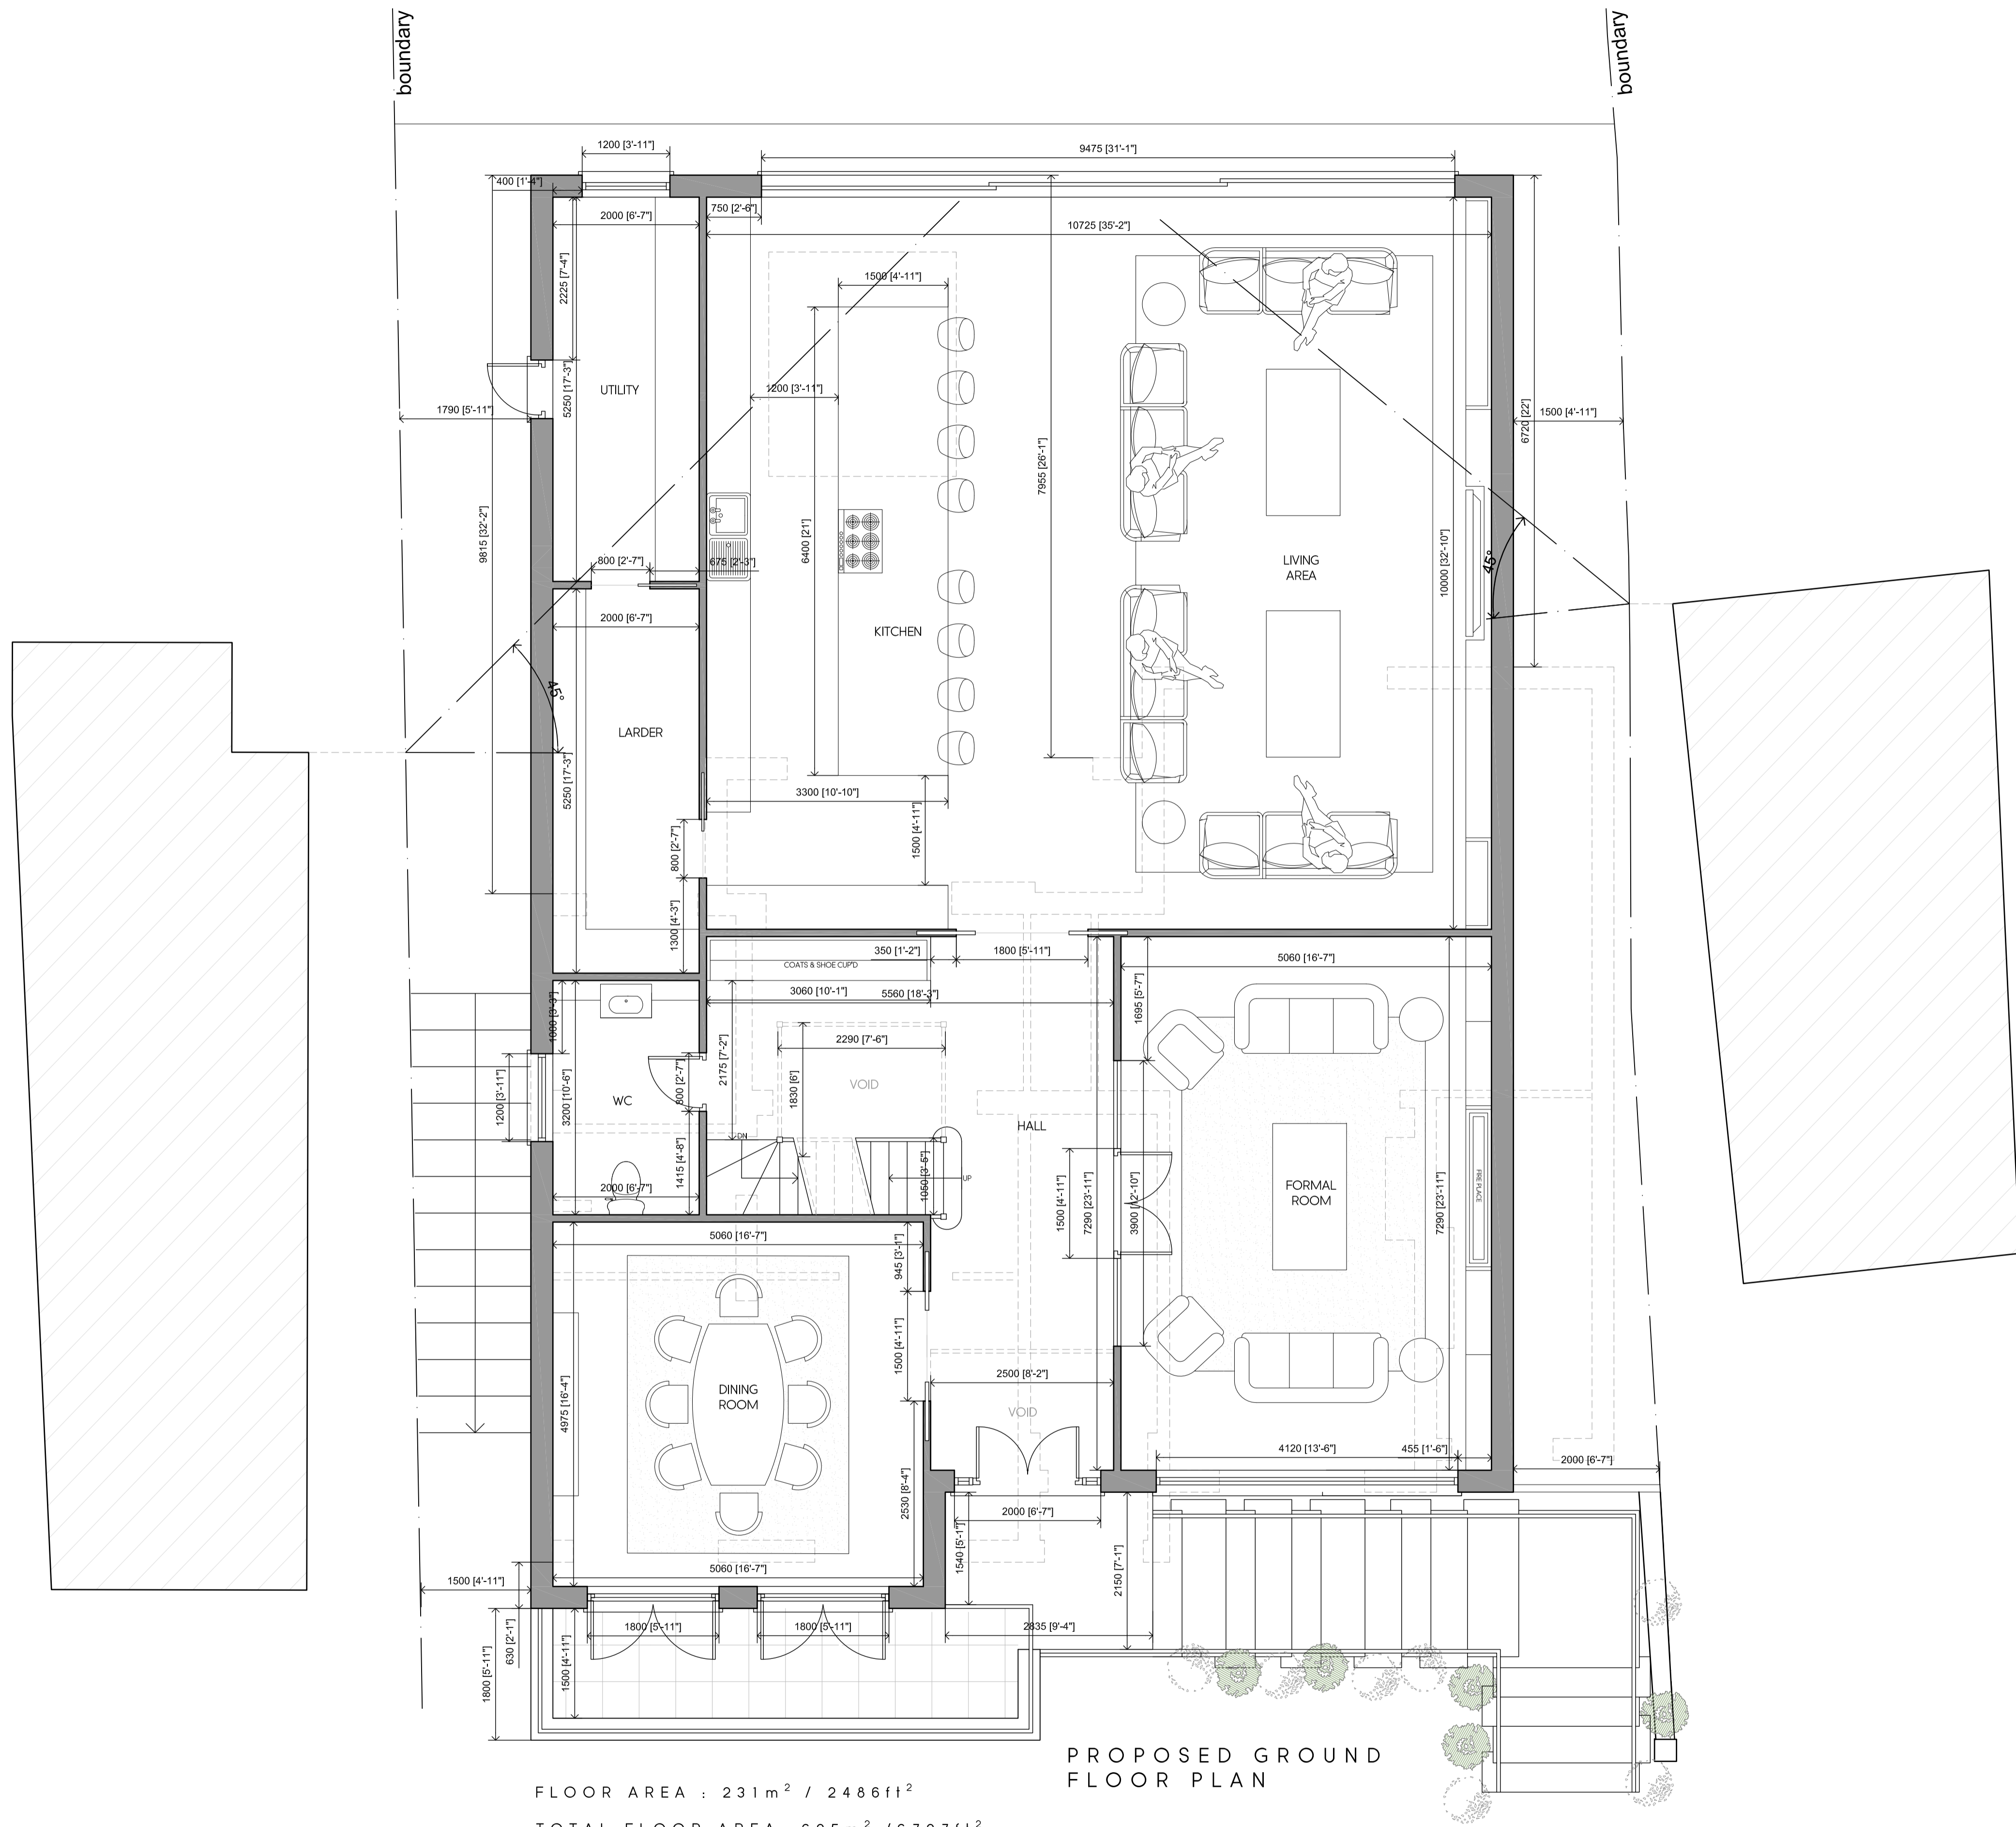 boundary
boundary
1200 [3'-11"]
9475 [31'-1"]
400 [1'-4"]
750 [2'-6"]
2000 [6'-7"]
10725 [35'-2"]
2225 [7'-4"]
1500 [4'-11"]
5250 [17'-3"]
UTILITY
1200 [3'-11"]
1790 [5'-11"]
6720 [22']
1500 [4'-11"]
7955 [26'-1"]
9815 [32'-2"]
6400 [21']
10000 [32'-10"]
45°
LIVING
AREA
800 [2'-7"]
675 [2'-3"]
2000 [6'-7"]
KITCHEN
45°
LARDER
5250 [17'-3"]
3300 [10'-10"]
800 [2'-7"]
1500 [4'-11"]
1300 [4'-3"]
350 [1'-2"]
1800 [5'-11"]
COATS & SHOE CUP'D
5060 [16'-7"]
3060 [10'-1"]
5560 [18'-3"]
1000 [3'-3"]
1695 [5'-7"]
2290 [7'-6"]
2175 [7'-2"]
1830 [6']
VOID
1200 [3'-11"]
3200 [10'-6"]
WC
800 [2'-7"]
HALL
DN
1415 [4'-8"]
1050 [3'-5"]
UP
2000 [6'-7"]
1500 [4'-11"]
7290 [23'-11"]
3900 [12'-10"]
FORMAL
ROOM
7290 [23'-11"]
FIREPLACE
5060 [16'-7"]
945 [3'-1"]
1500 [4'-11"]
4975 [16'-4"]
DINING
ROOM
2500 [8'-2"]
VOID
4120 [13'-6"]
455 [1'-6"]
2000 [6'-7"]
2530 [8'-4"]
2000 [6'-7"]
1540 [5'-1"]
2150 [7'-1"]
5060 [16'-7"]
1500 [4'-11"]
1800 [5'-11"]
1800 [5'-11"]
2835 [9'-4"]
630 [2'-1"]
1500 [4'-11"]
1800 [5'-11"]
PROPOSED GROUND
FLOOR PLAN
FLOOR AREA : 231m² / 2486ft²
TOTAL FLOOR AREA